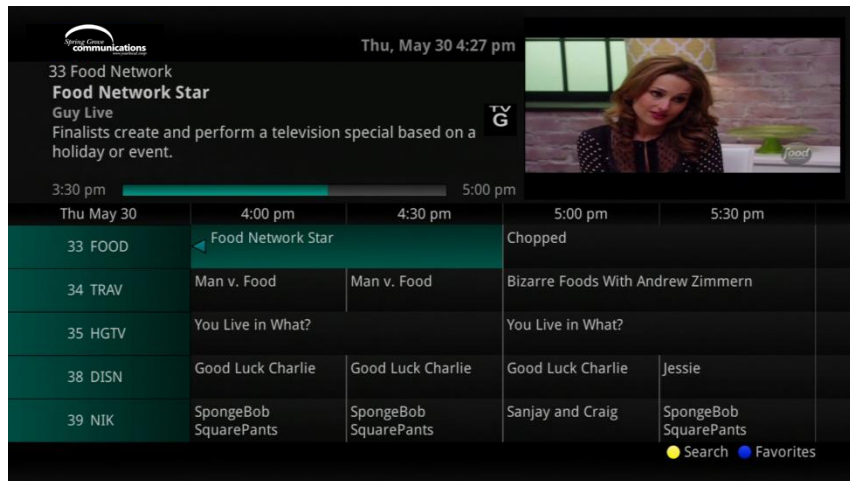 Spring Grove
communications
Thu, May 30 4:27 pm
33 Food Network
Food Network Star
Guy Live
TV
G
Finalists create and perform a television special based on a
holiday or event.
food
3:30 pm 5:00 pm
Thu May 30 4:00 pm 4:30 pm 5:00 pm 5:30 pm
33 FOOD Food Network Star Chopped
34 TRAV Man v. Food Man v. Food Bizarre Foods With Andrew Zimmern
35 HGTV You Live in What? You Live in What?
38 DISN Good Luck Charlie Good Luck Charlie Good Luck Charlie Jessie
39 NIK SpongeBob SpongeBob Sanjay and Craig SpongeBob
SquarePants SquarePants SquarePants
Search Favorites